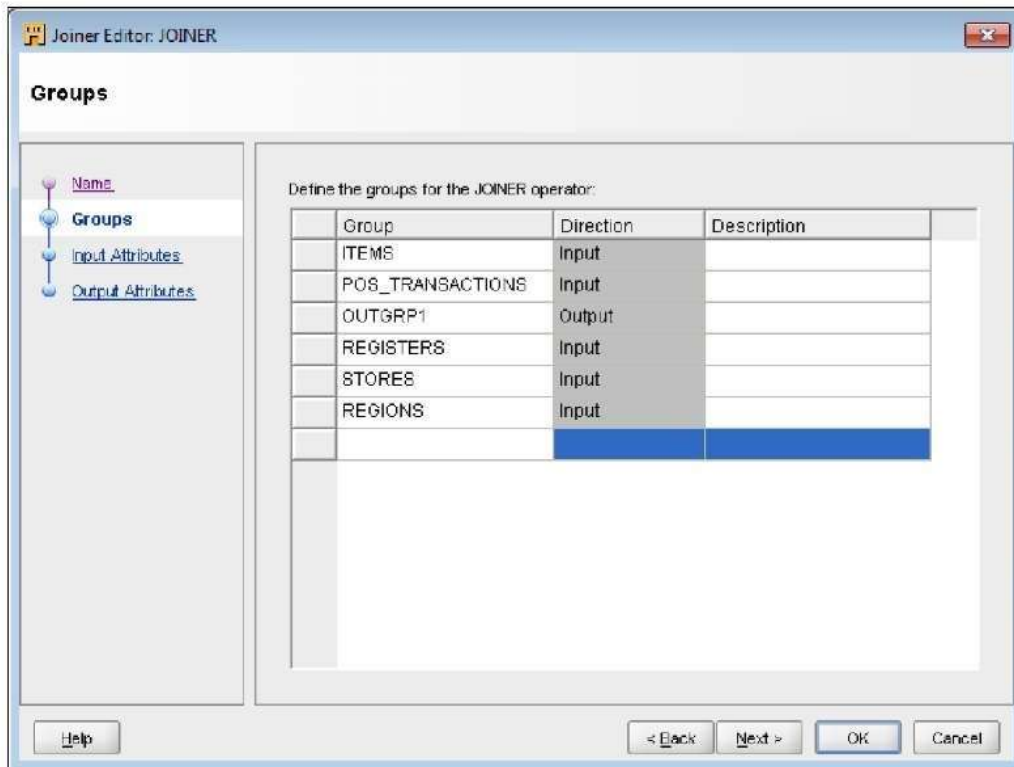 Joiner Editor: JOINER
Groups
Name
Groups
Input Attributes
Output Attributes
Define the groups for the JOINER operator:
Group Direction Description
ITEMS Input
POS_TRANSACTIONS Input
OUTGRP1 Output
REGISTERS Input
STORES Input
REGIONS Input
Help < Back Next > OK Cancel